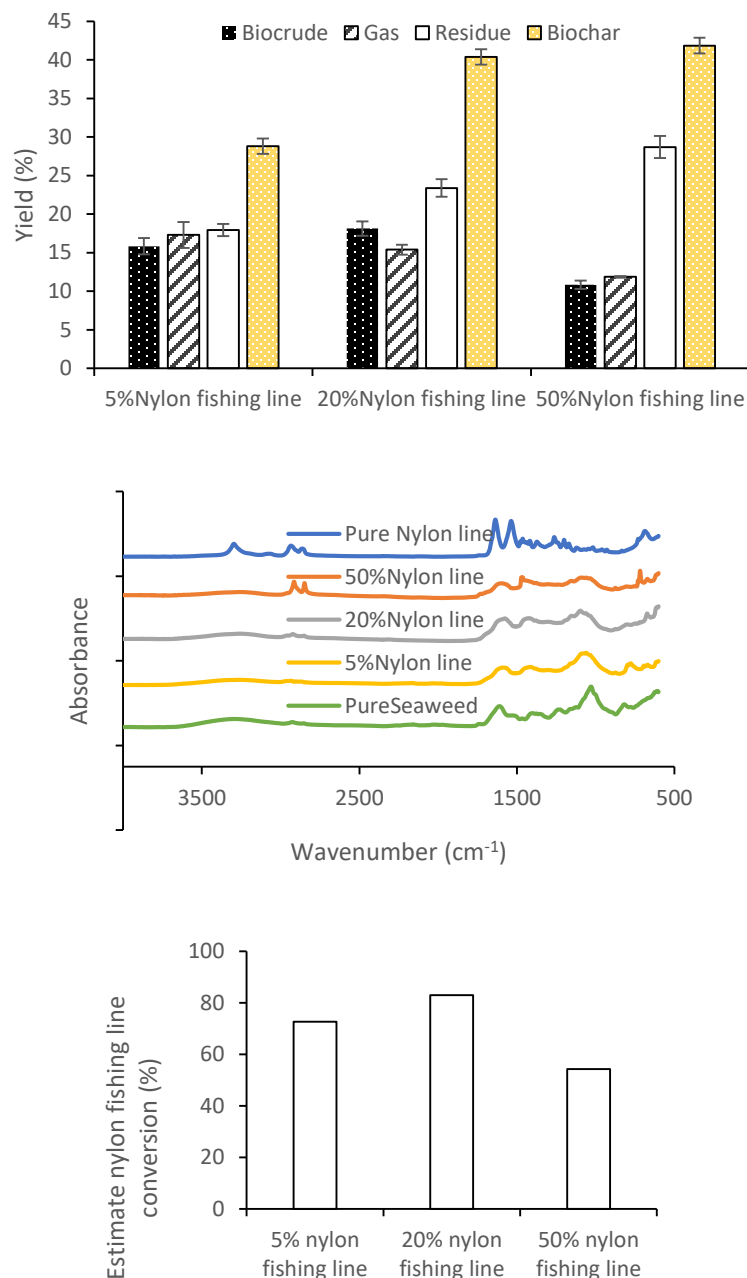 45
40
35
30
25
20
15
10
5
0
Yield (%)
Biocrude Gas Residue Biochar
5%Nylon fishing line 20%Nylon fishing line 50%Nylon fishing line
Absorbance
Pure Nylon line
50%Nylon line
20%Nylon line
5%Nylon line
PureSeaweed
3500 2500 1500 500
Wavenumber (cm-1)
Estimate nylon fishing line
conversion (%)
100
80
60
40
20
0
5% nylon
fishing line
20% nylon
fishing line
50% nylon
fishing line